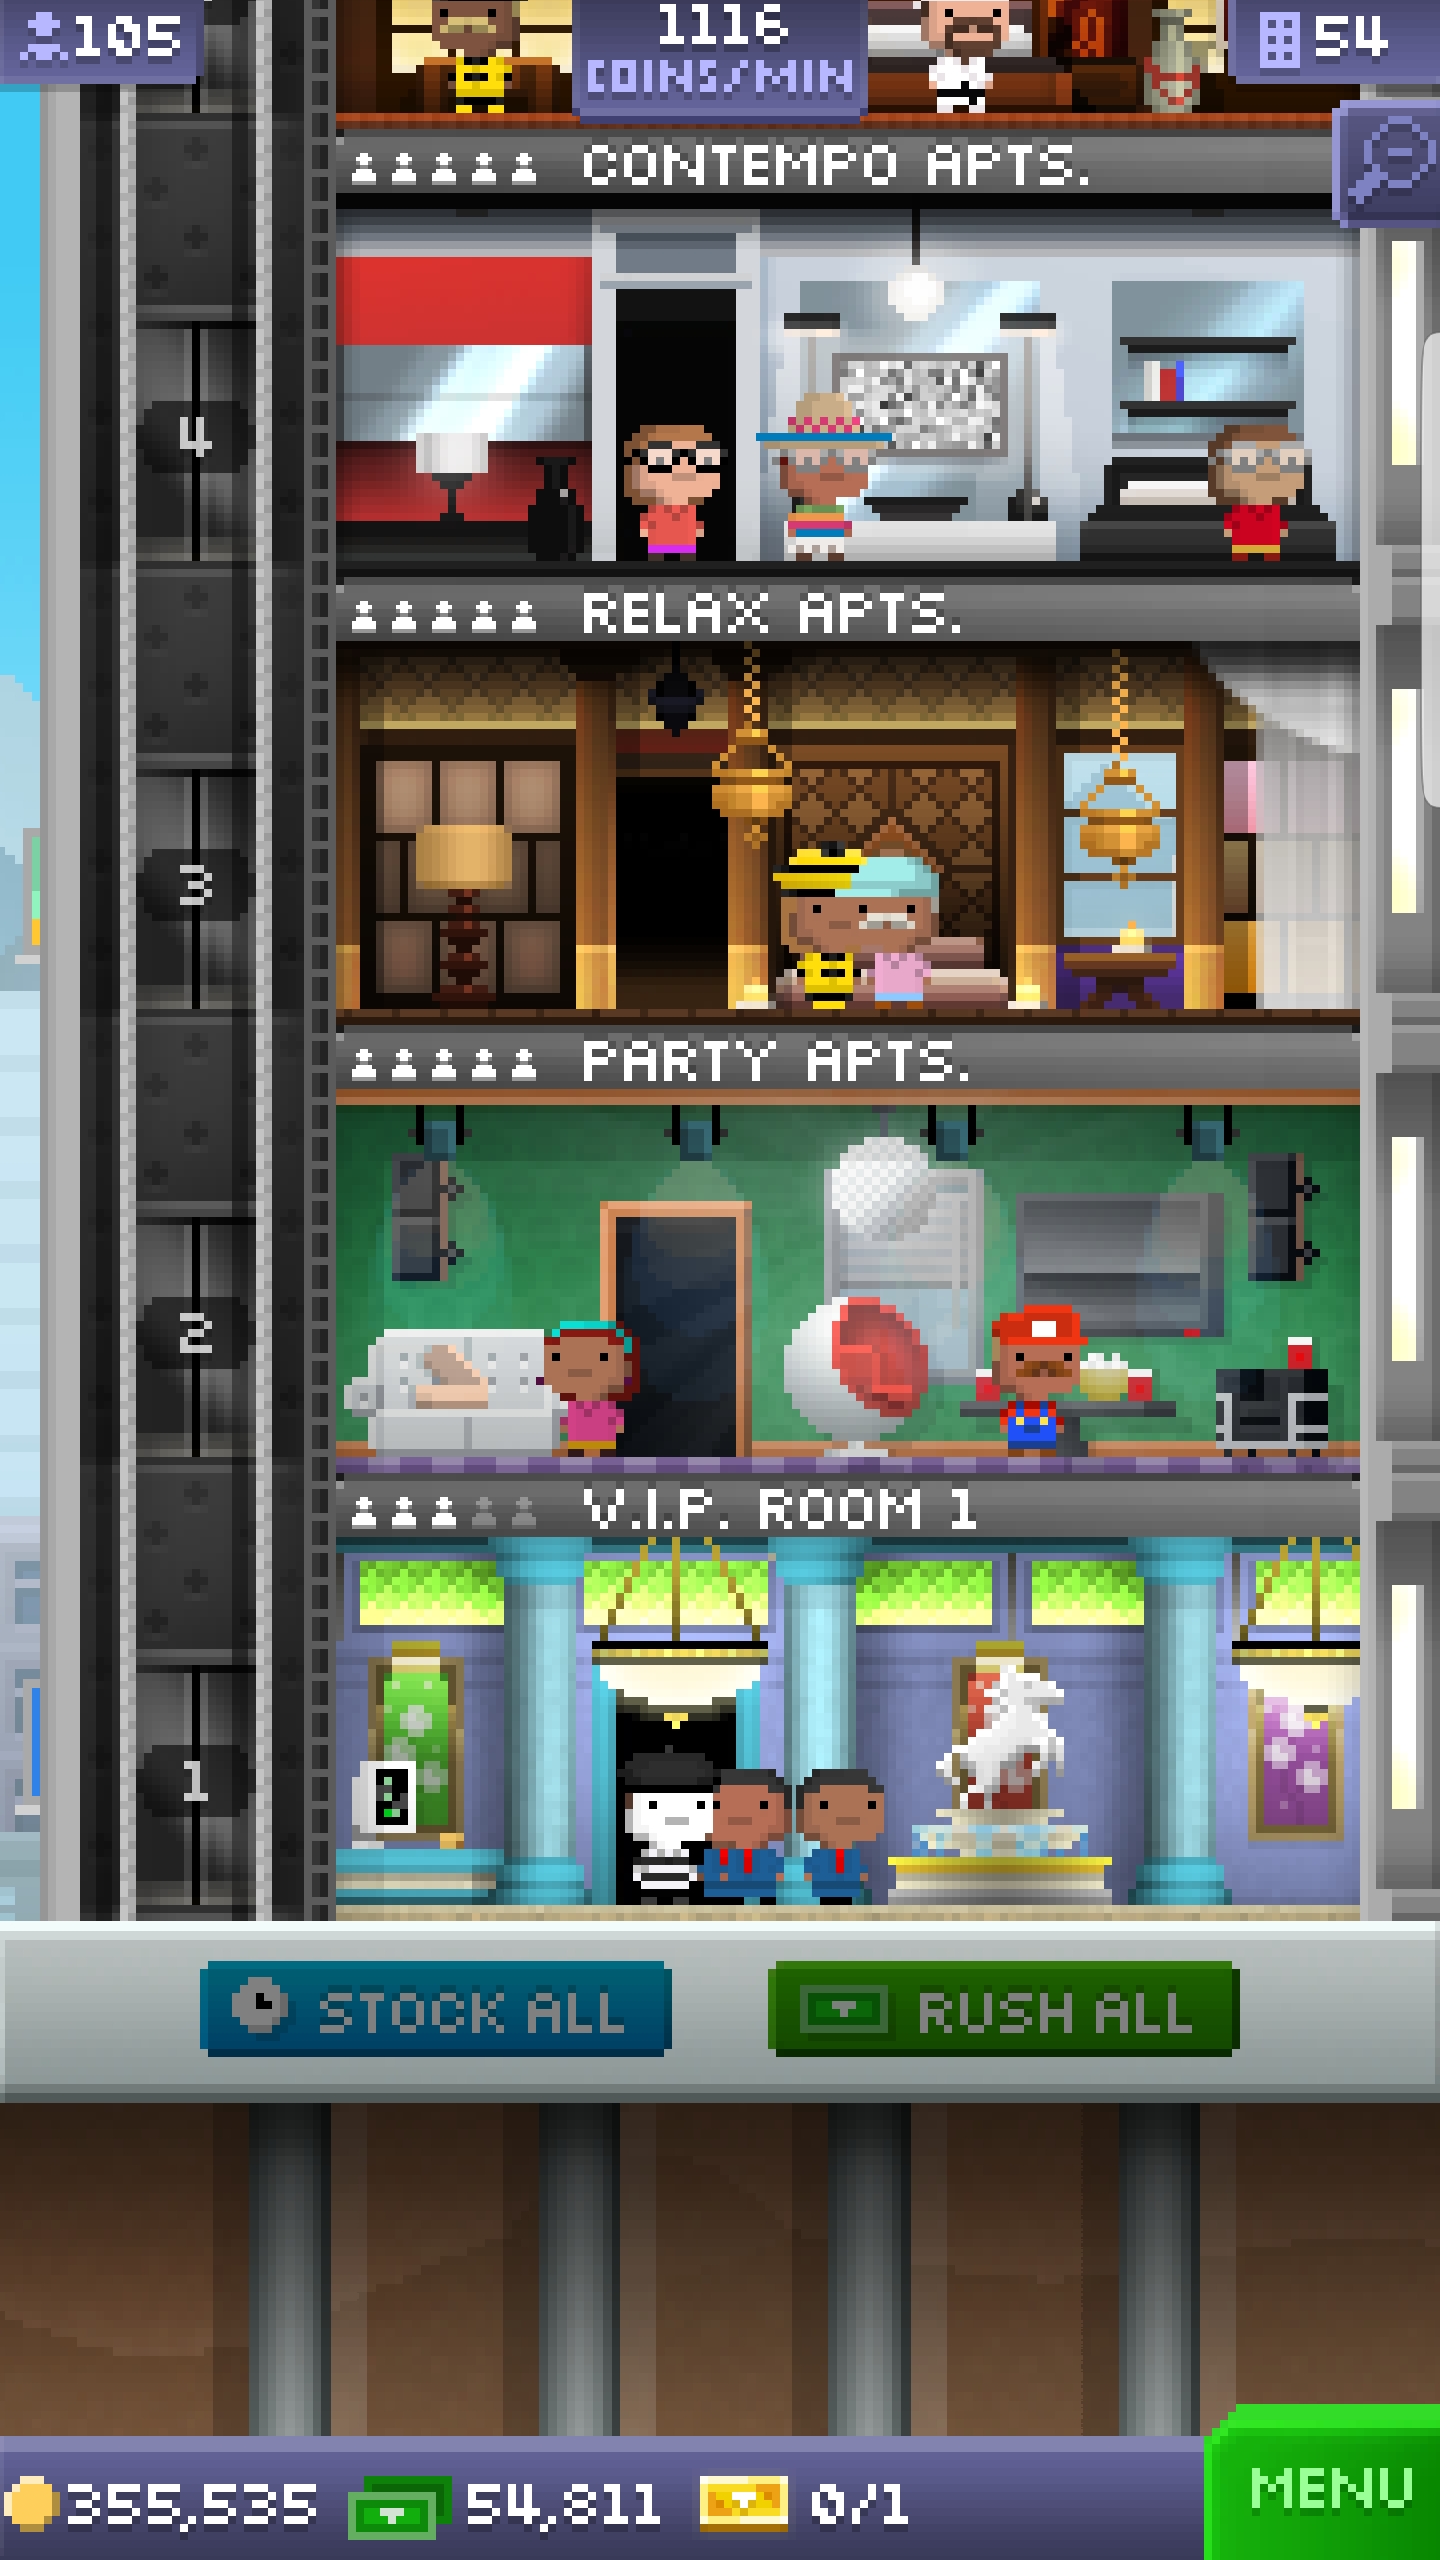 105
1116
COINS/MIN
54
CONTEMPO APTS.
4
RELAX APTS.
3
PARTY APTS.
2
V.I.P. ROOM 1
1
STOCK ALL
RUSH ALL
355,535
54,811
0/1
MENU